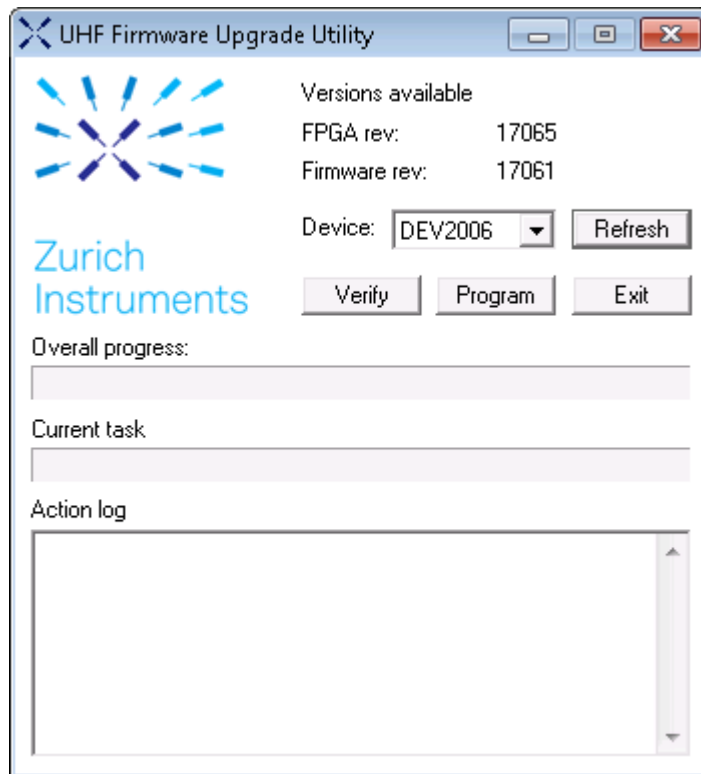 UHF Firmware Upgrade Utility
Versions available
FPGA rev: 17065
Firmware rev: 17061
Device: DEV2006 Refresh
Zurich
Instruments
Verify Program Exit
Overall progress:
Current task
Action log